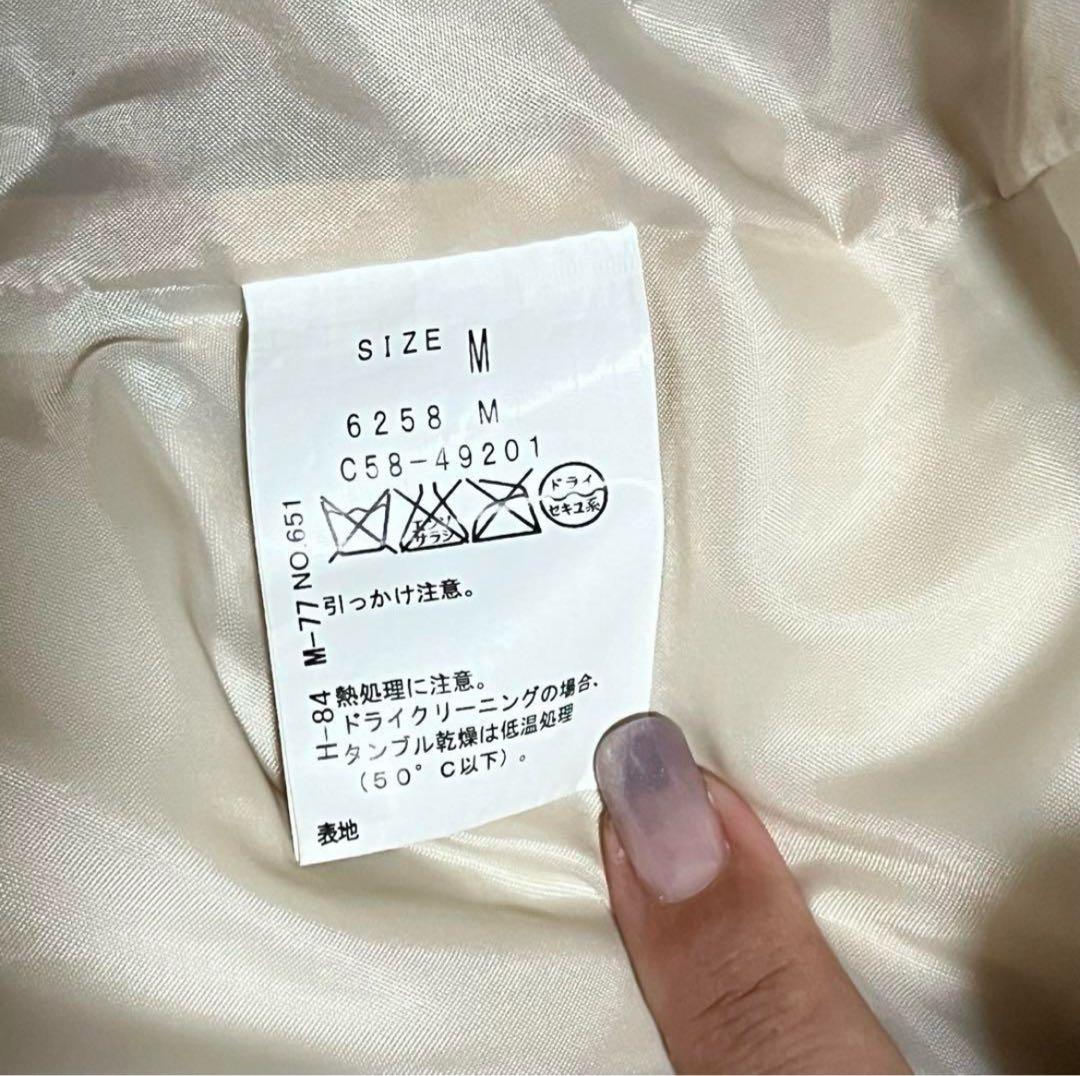 SIZE M
6258 M
C58-49201
エンソ
サラシ
ドライ
セキユ系
引っかけ注意。
熱処理に注意。
ドライクリーニングの場合、
タンブル乾燥は低温処理
(50°C以下)。
表地
H-84 M-77 NO.651